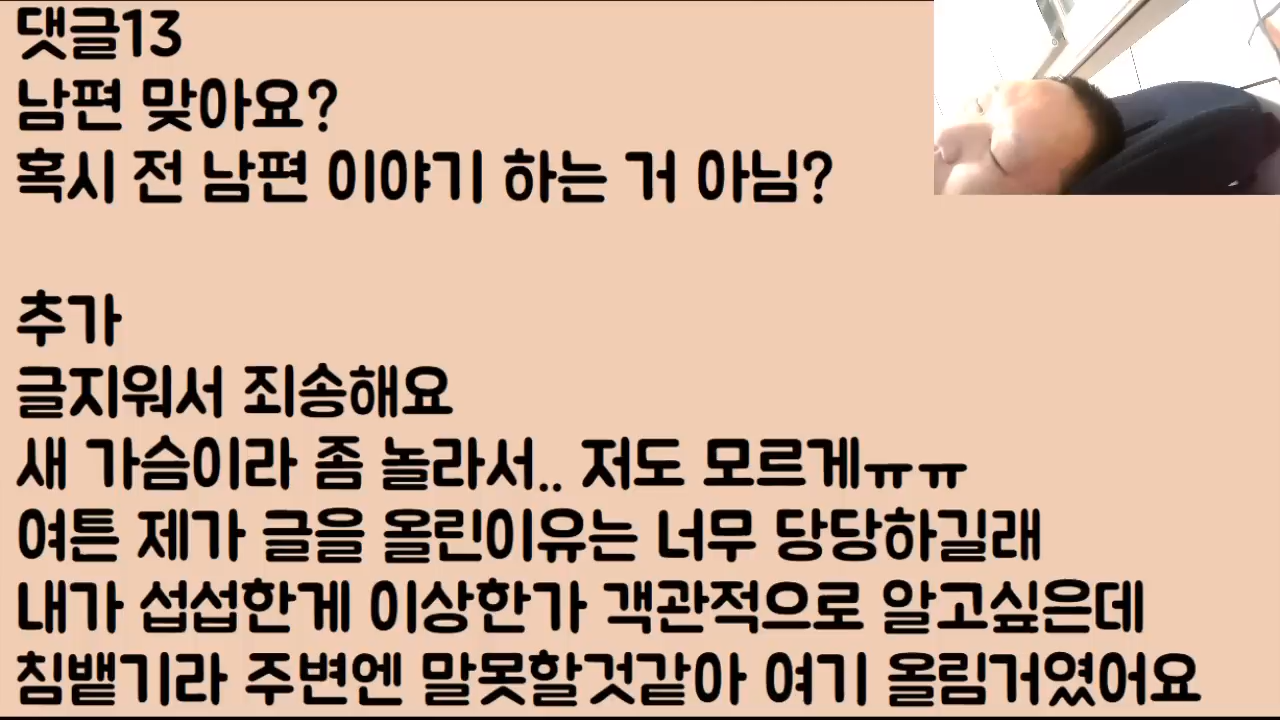 댓글13
남편 맞아요?
혹시 전 남편 이야기 하는 거 아님?
추가
글지워서 죄송해요
새 가슴이라 좀 놀라서.. 저도 모르게ㅠㅠ
여튼 제가 글을 올린이유는 너무 당당하길래
내가 섭섭한게 이상한가 객관적으로 알고싶은데
침뱉기라 주변엔 말못할것같아 여기 올림거였어요